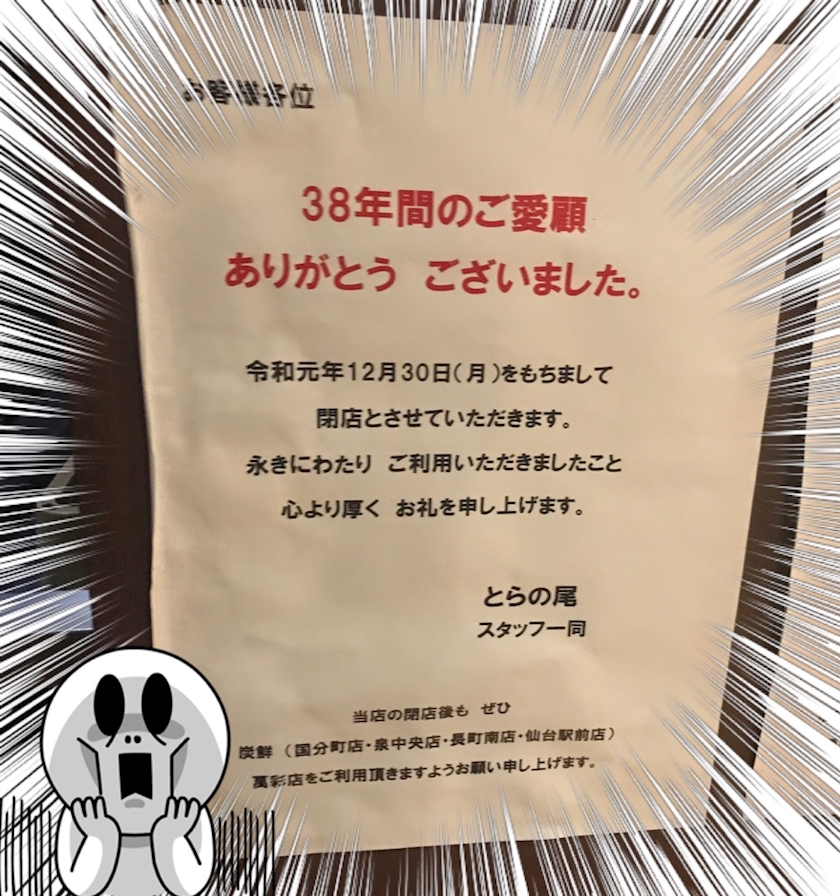 お客様各位
38年間のご愛顧
ありがとう ございました。
令和元年12月30日(月)をもちまして
閉店とさせていただきます。
永きにわたり ご利用いただきましたこと
心より厚く お礼を申し上げます。
とらの尾
スタッフ一同
当店の閉店後も ぜひ
炭鮮 (国分町店・泉中央店・長町南店・仙台駅前店)
萬彩店をご利用頂きますようお願い申し上げます。